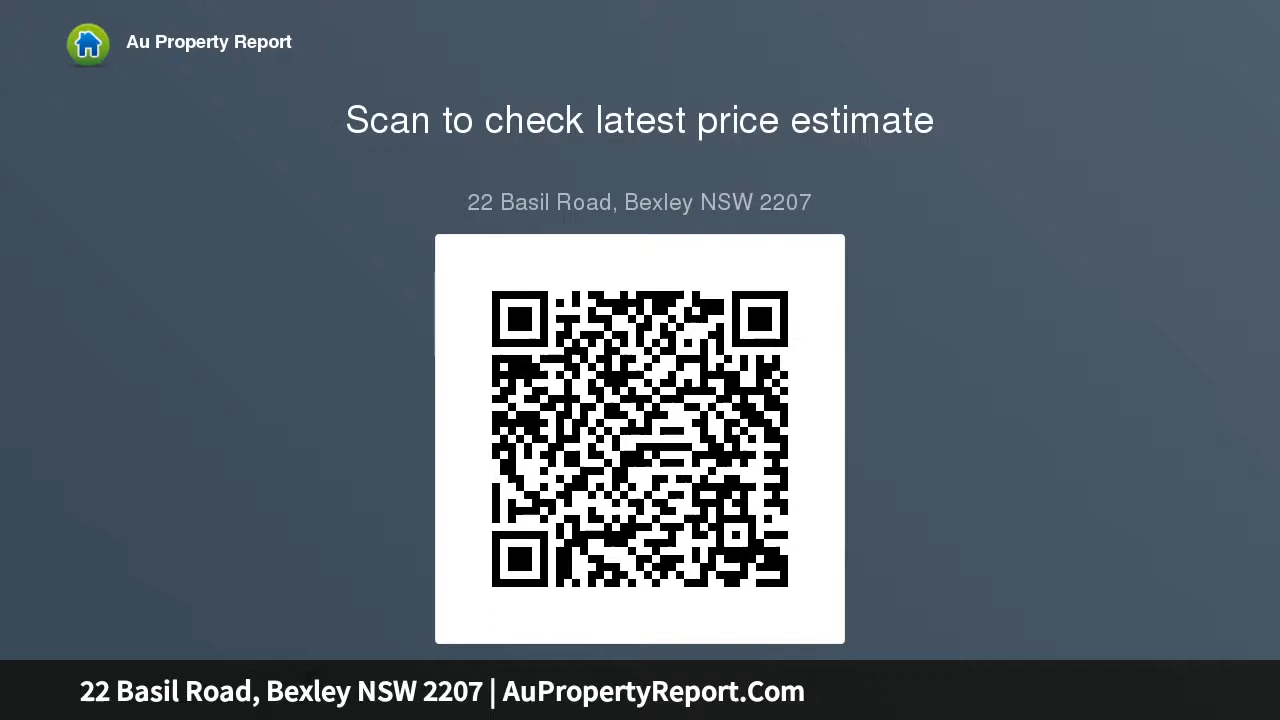 Au Property Report
Scan to check latest price estimate
22 Basil Road, Bexley NSW 2207
22 Basil Road, Bexley NSW 2207 | AuPropertyReport.Com